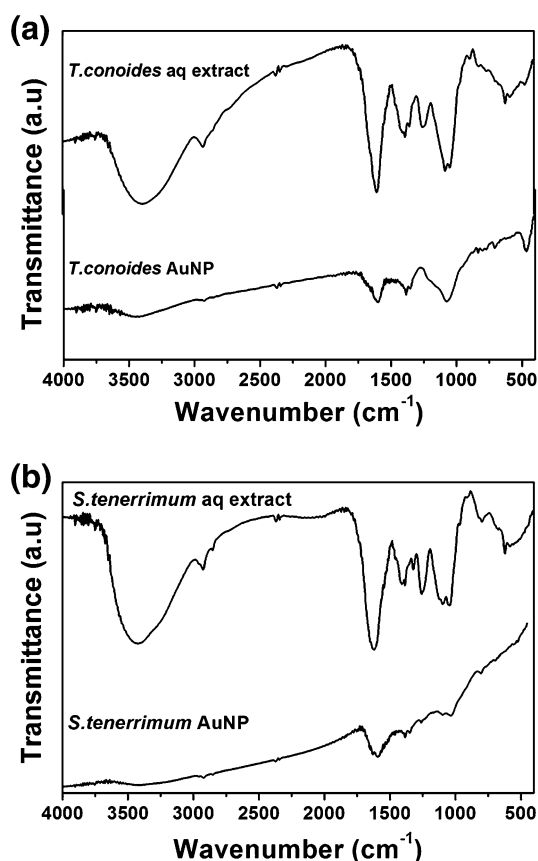 (a)
T.conoides aq extract
T.conoides AuNP
Transmittance (a.u)
4000 3500 3000 2500 2000 1500 1000 500
Wavenumber (cm⁻¹)
(b)
S.tenerrimum aq extract
S.tenerrimum AuNP
Transmittance (a.u)
4000 3500 3000 2500 2000 1500 1000 500
Wavenumber (cm⁻¹)